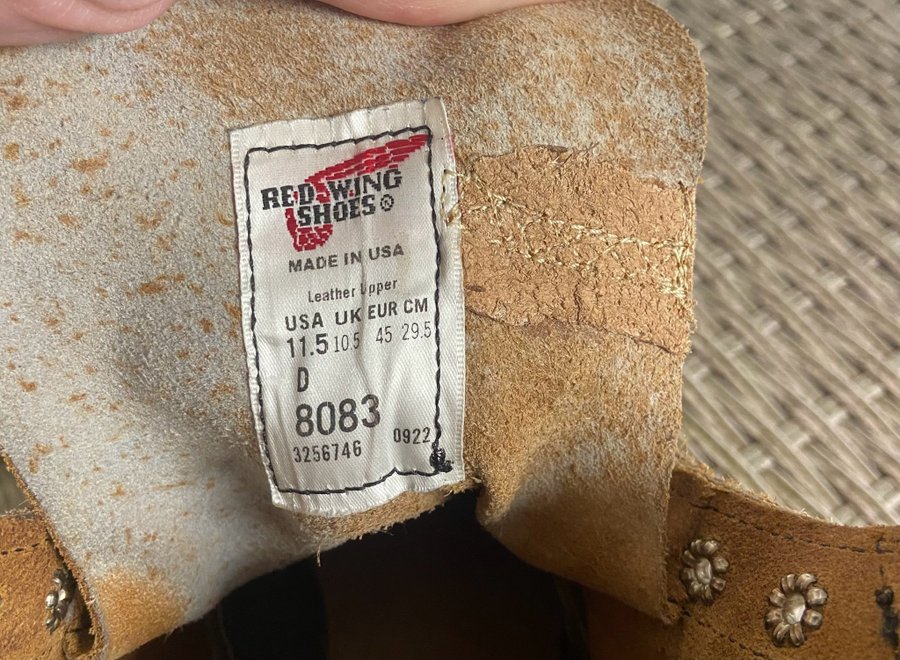 RED WING
SHOES®
MADE IN USA
Leather Upper
USA UK EUR CM
11.5 10.5 45 29.5
D
8083
3256746 0922